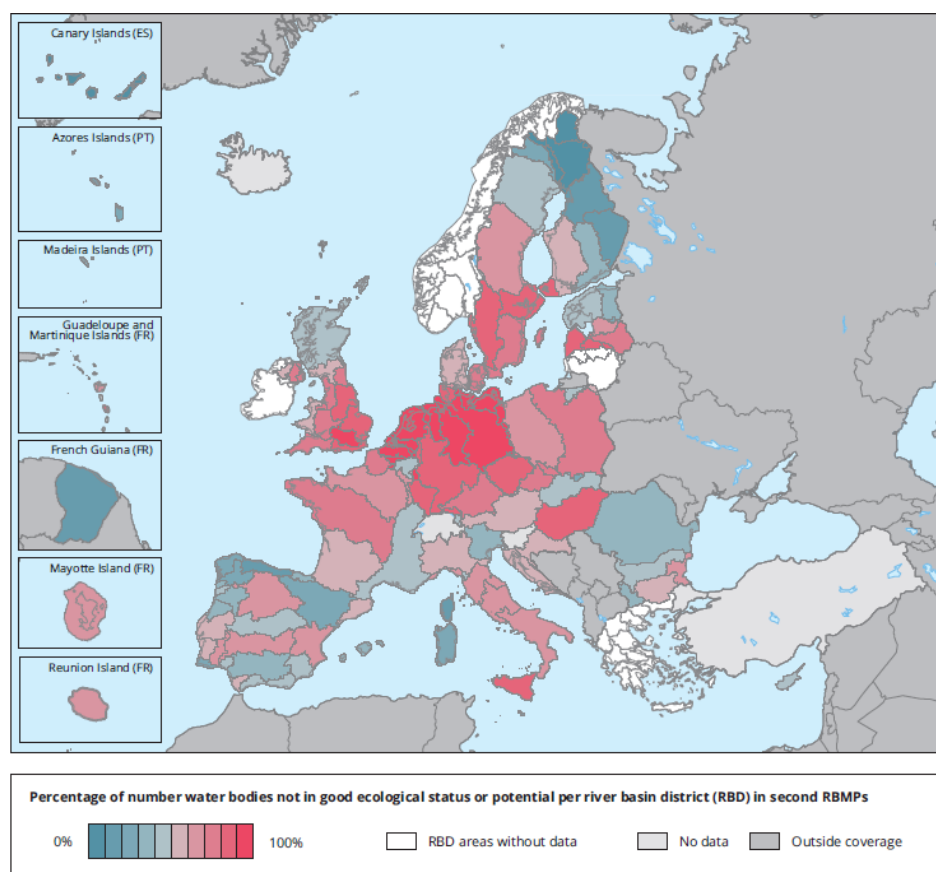 Canary Islands (ES)
Azores Islands (PT)
Madeira Islands (PT)
Guadeloupe and
Martinique Islands (FR)
French Guiana (FR)
Mayotte Island (FR)
Reunion Island (FR)
Percentage of number water bodies not in good ecological status or potential per river basin district (RBD) in second RBMPs
0% 100% RBD areas without data No data Outside coverage